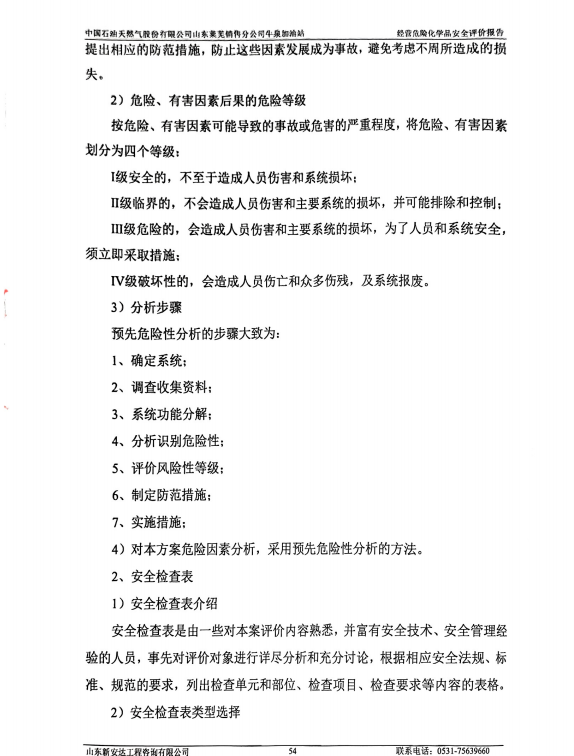 中国石油天然气股份有限公司山东莱芜销售分公司牛泉加油站 经营危险化学品安全评价报告
提出相应的防范措施，防止这些因素发展成为事故，避免考虑不周所造成的损
失。
2）危险、有害因素后果的危险等级
按危险、有害因素可能导致的事故或危害的严重程度，将危险、有害因素
划分为四个等级：
I级安全的，不至于造成人员伤害和系统损坏；
II级临界的，不会造成人员伤害和主要系统的损坏，并可能排除和控制；
III级危险的，会造成人员伤害和主要系统的损坏，为了人员和系统安全，
须立即采取措施；
IV级破坏性的，会造成人员伤亡和众多伤残，及系统报废。
3）分析步骤
预先危险性分析的步骤大致为：
1、确定系统；
2、调查收集资料；
3、系统功能分解；
4、分析识别危险性；
5、评价风险性等级；
6、制定防范措施；
7、实施措施；
4）对本方案危险因素分析，采用预先危险性分析的方法。
2、安全检查表
1）安全检查表介绍
安全检查表是由一些对本案评价内容熟悉，并富有安全技术、安全管理经
验的人员，事先对评价对象进行详尽分析和充分讨论，根据相应安全法规、标
准、规范的要求，列出检查单元和部位、检查项目、检查要求等内容的表格。
2）安全检查表类型选择
山东新安达工程咨询有限公司 54 联系电话：0531-75639660